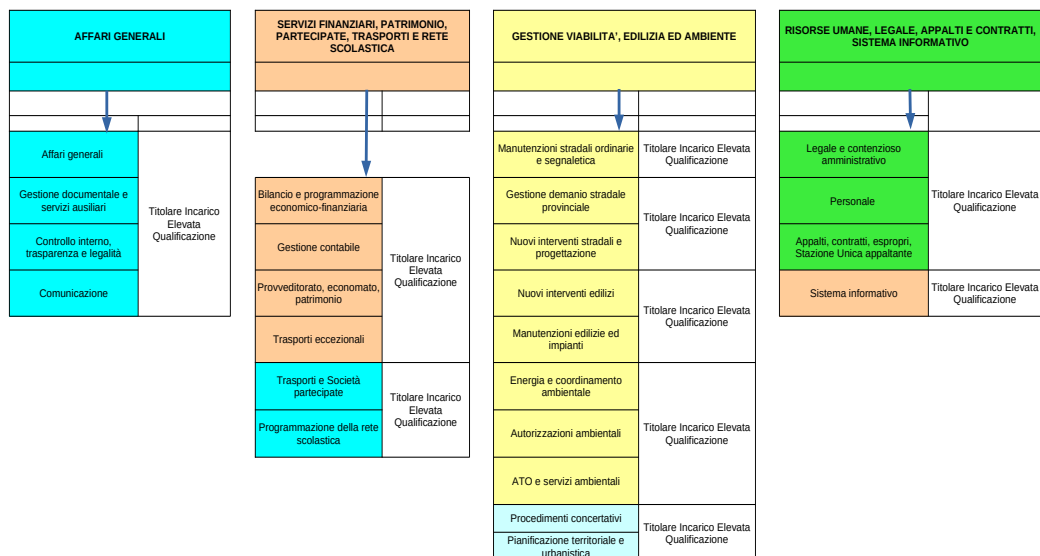 AFFARI GENERALI
Affari generali
Gestione documentale e
servizi ausiliari
Controllo interno,
trasparenza e legalità
Comunicazione
Titolare Incarico
Elevata
Qualificazione
SERVIZI FINANZIARI, PATRIMONIO,
PARTECIPATE, TRASPORTI E RETE
SCOLASTICA
Bilancio e programmazione
economico-finanziaria
Gestione contabile
Provveditorato, economato,
patrimonio
Trasporti eccezionali
Titolare Incarico
Elevata
Qualificazione
Trasporti e Società
partecipate
Programmazione della rete
scolastica
Titolare Incarico
Elevata
Qualificazione
GESTIONE VIABILITA', EDILIZIA ED AMBIENTE
Manutenzioni stradali ordinarie
e segnaletica
Titolare Incarico Elevata
Qualificazione
Gestione demanio stradale
provinciale
Nuovi interventi stradali e
progettazione
Titolare Incarico Elevata
Qualificazione
Nuovi interventi edilizi
Manutenzioni edilizie ed
impianti
Titolare Incarico Elevata
Qualificazione
Energia e coordinamento
ambientale
Autorizzazioni ambientali
ATO e servizi ambientali
Titolare Incarico Elevata
Qualificazione
Procedimenti concertativi
Pianificazione territoriale e
urbanistica
Titolare Incarico Elevata
Qualificazione
RISORSE UMANE, LEGALE, APPALTI E CONTRATTI,
SISTEMA INFORMATIVO
Legale e contenzioso
amministrativo
Personale
Appalti, contratti, espropri,
Stazione Unica appaltante
Titolare Incarico Elevata
Qualificazione
Sistema informativo
Titolare Incarico Elevata
Qualificazione